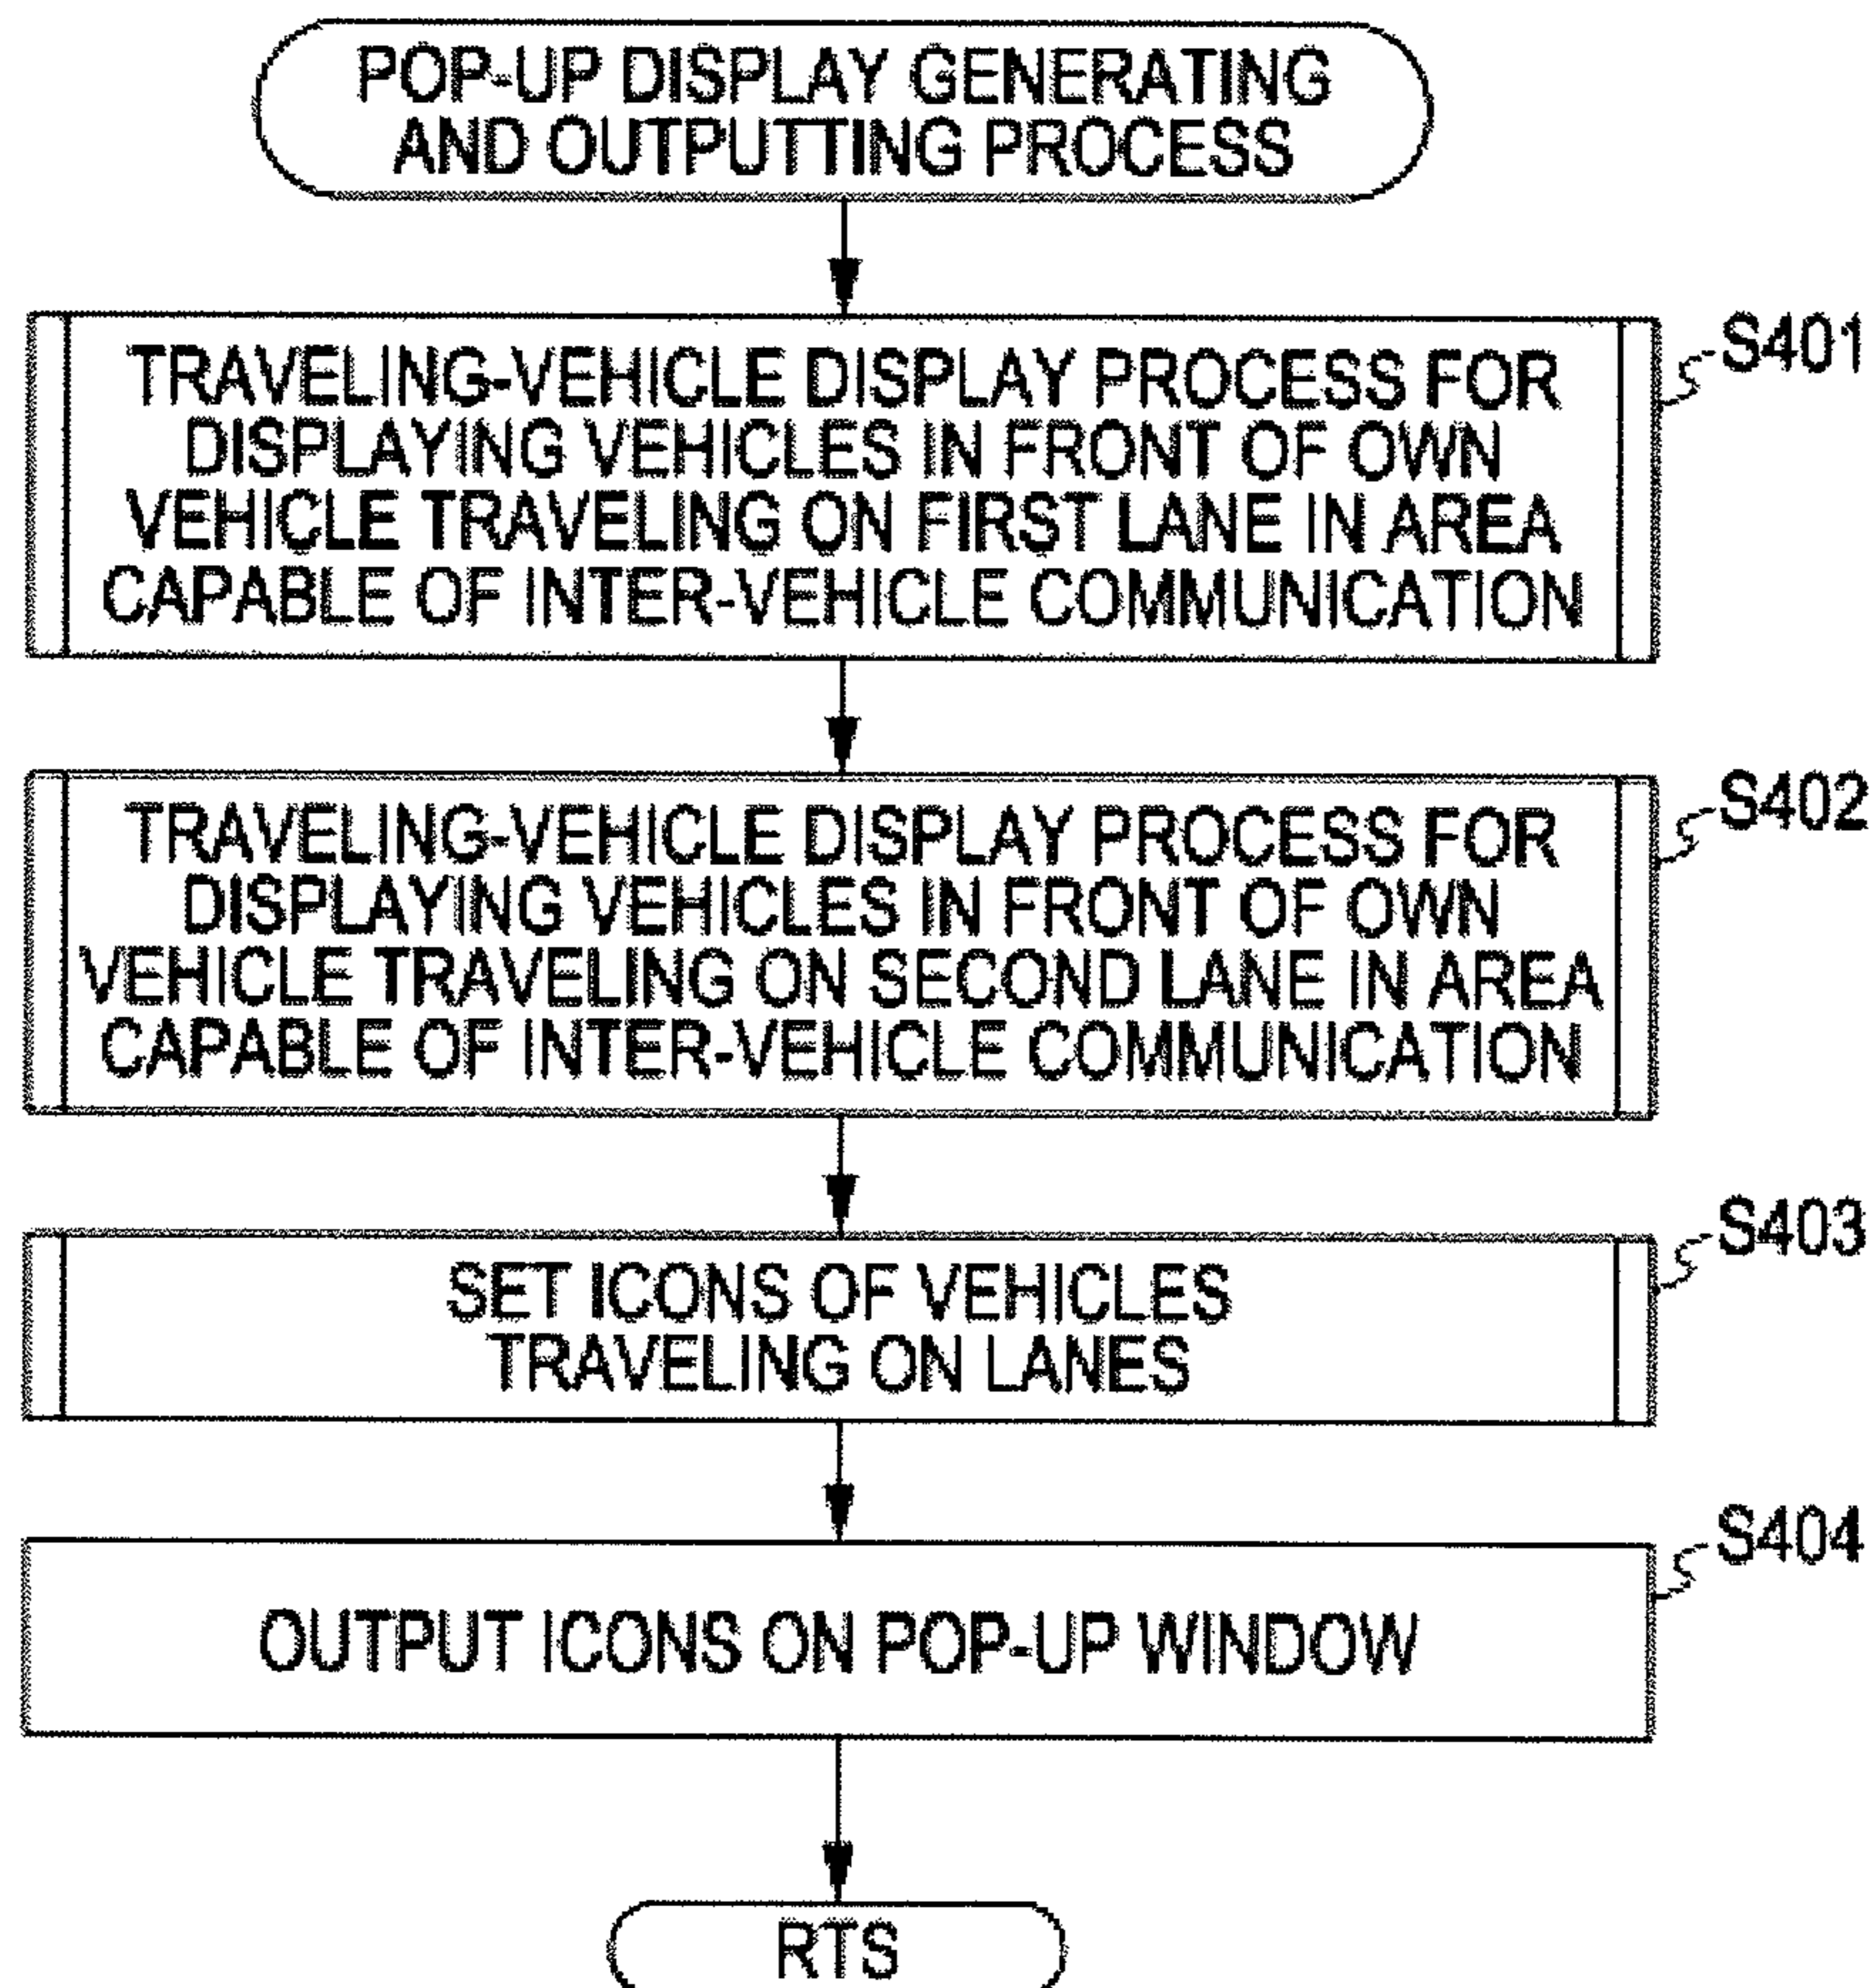 POP-UP DISPLAY GENERATING
AND OUTPUTTING PROCESS
TRAVELING-VEHICLE DISPLAY PROCESS FOR
DISPLAYING VEHICLES IN FRONT OF OWN
VEHICLE TRAVELING ON FIRST LANE IN AREA
CAPABLE OF INTER-VEHICLE COMMUNICATION
S401
TRAVELING-VEHICLE DISPLAY PROCESS FOR
DISPLAYING VEHICLES IN FRONT OF OWN
VEHICLE TRAVELING ON SECOND LANE IN AREA
CAPABLE OF INTER-VEHICLE COMMUNICATION
S402
SET ICONS OF VEHICLES
TRAVELING ON LANES
S403
OUTPUT ICONS ON POP-UP WINDOW
S404
RTS